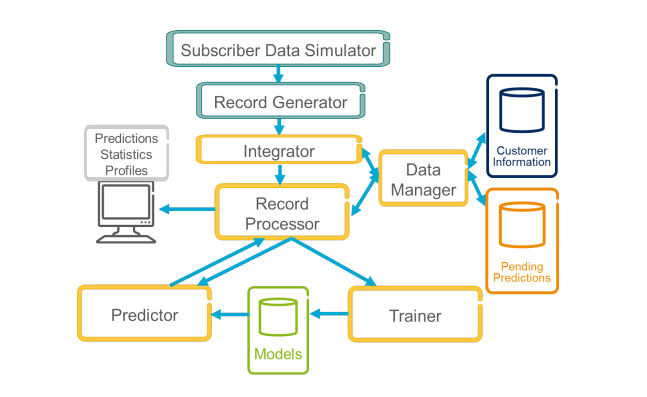 Subscriber Data Simulator
Record Generator
Predictions
Statistics
Profiles
Integrator
Data
Manager
Customer
Information
Record
Processor
Pending
Predictions
Predictor
Models
Trainer